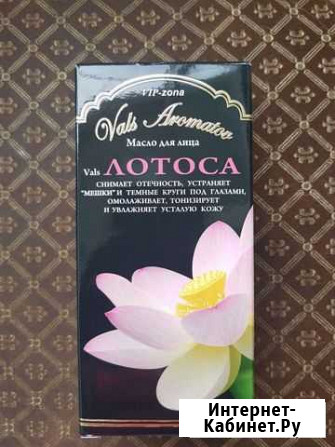 VIP-zona
Vals Aromatov
Масло для лица
Vals ЛОТОСА
СНИМАЕТ ОТЕЧНОСТЬ, УСТРАНЯЕТ
"МЕШКИ" И ТЕМНЫЕ КРУГИ ПОД ГЛАЗАМИ,
ОМОЛАЖИВАЕТ, ТОНИЗИРУЕТ
И УВЛАЖНЯЕТ УСТАЛУЮ КОЖУ
Интернет-
Кабинет.Ру